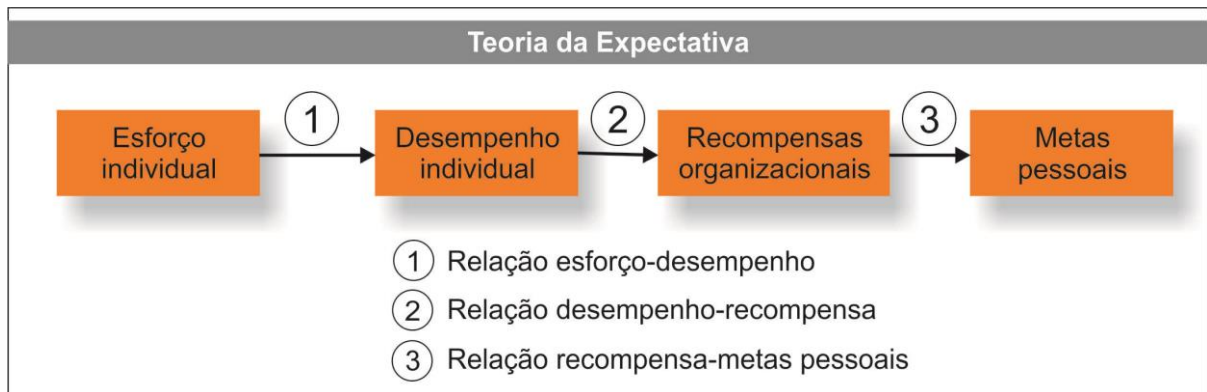 Teoria da Expectativa
1
2
3
Esforço
individual
Desempenho
individual
Recompensas
organizacionais
Metas
pessoais
1 Relação esforço-desempenho
2 Relação desempenho-recompensa
3 Relação recompensa-metas pessoais